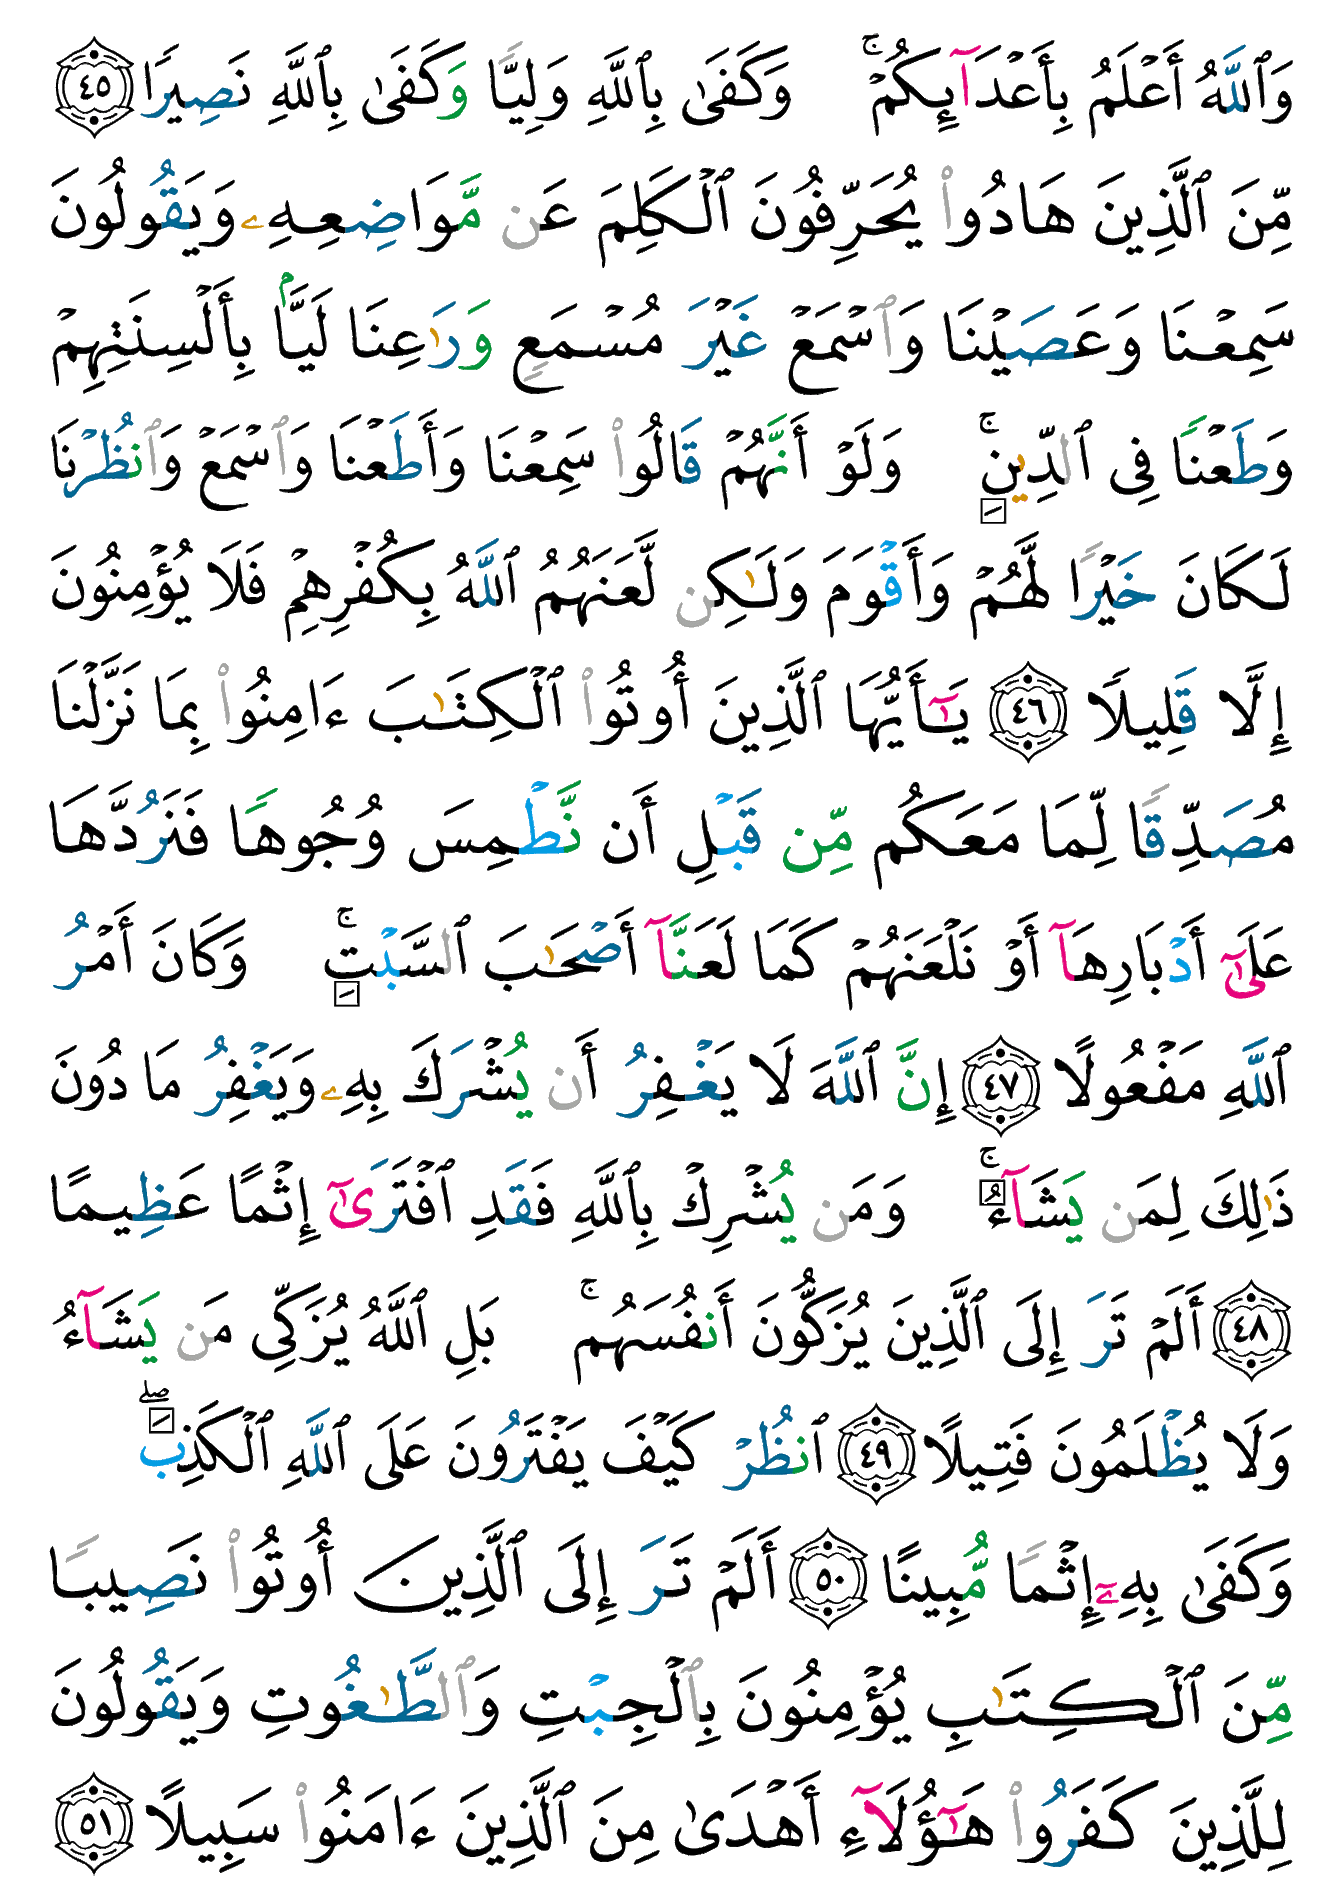 وَٱللَّهُ أَعۡلَمُ بِأَعۡدَآئِكُمۡۚ وَكَفَىٰ بِٱللَّهِ وَلِيّٗا وَكَفَىٰ بِٱللَّهِ نَصِيرٗا ٤٥
مِّنَ ٱلَّذِينَ هَادُواْ يُحَرِّفُونَ ٱلۡكَلِمَ عَن مَّوَاضِعِهِۦ وَيَقُولُونَ
سَمِعۡنَا وَعَصَيۡنَا وَٱسۡمَعۡ غَيۡرَ مُسۡمَعٖ وَرَٰعِنَا لَيَّۢا بِأَلۡسِنَتِهِمۡ
وَطَعۡنٗا فِي ٱلدِّينِۚ وَلَوۡ أَنَّهُمۡ قَالُواْ سَمِعۡنَا وَأَطَعۡنَا وَٱسۡمَعۡ وَٱنظُرۡنَا
لَكَانَ خَيۡرٗا لَّهُمۡ وَأَقۡوَمَ وَلَٰكِن لَّعَنَهُمُ ٱللَّهُ بِكُفۡرِهِمۡ فَلَا يُؤۡمِنُونَ
إِلَّا قَلِيلٗا ٤٦ يَٰٓأَيُّهَا ٱلَّذِينَ أُوتُواْ ٱلۡكِتَٰبَ ءَامِنُواْ بِمَا نَزَّلۡنَا
مُصَدِّقٗا لِّمَا مَعَكُم مِّن قَبۡلِ أَن نَّطۡمِسَ وُجُوهٗا فَنَرُدَّهَا
عَلَىٰٓ أَدۡبَارِهَآ أَوۡ نَلۡعَنَهُمۡ كَمَا لَعَنَّآ أَصۡحَٰبَ ٱلسَّبۡتِۚ وَكَانَ أَمۡرُ
ٱللَّهِ مَفۡعُولًا ٤٧ إِنَّ ٱللَّهَ لَا يَغۡفِرُ أَن يُشۡرَكَ بِهِۦ وَيَغۡفِرُ مَا دُونَ
ذَٰلِكَ لِمَن يَشَآءُۚ وَمَن يُشۡرِكۡ بِٱللَّهِ فَقَدِ ٱفۡتَرَىٰٓ إِثۡمًا عَظِيمًا
٤٨ أَلَمۡ تَرَ إِلَى ٱلَّذِينَ يُزَكُّونَ أَنفُسَهُمۚ بَلِ ٱللَّهُ يُزَكِّي مَن يَشَآءُ
وَلَا يُظۡلَمُونَ فَتِيلًا ٤٩ ٱنظُرۡ كَيۡفَ يَفۡتَرُونَ عَلَى ٱللَّهِ ٱلۡكَذِبَۖ
وَكَفَىٰ بِهِۦٓ إِثۡمٗا مُّبِينًا ٥٠ أَلَمۡ تَرَ إِلَى ٱلَّذِينَ أُوتُواْ نَصِيبٗا
مِّنَ ٱلۡكِتَٰبِ يُؤۡمِنُونَ بِٱلۡجِبۡتِ وَٱلطَّٰغُوتِ وَيَقُولُونَ
لِلَّذِينَ كَفَرُواْ هَٰٓؤُلَآءِ أَهۡدَىٰ مِنَ ٱلَّذِينَ ءَامَنُواْ سَبِيلًا ٥١